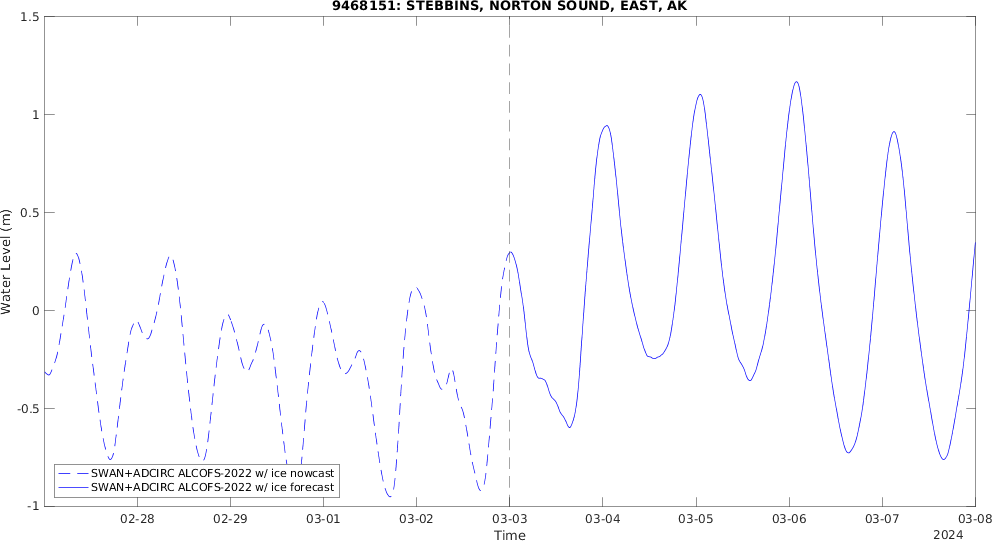 9468151: STEBBINS, NORTON SOUND, EAST, AK
1.5
1
0.5
0
-0.5
-1
Water Level (m)
SWAN+ADCIRC ALCOFS-2022 w/ ice nowcast
SWAN+ADCIRC ALCOFS-2022 w/ ice forecast
02-28 02-29 03-01 03-02 03-03 03-04 03-05 03-06 03-07 03-08
Time
2024